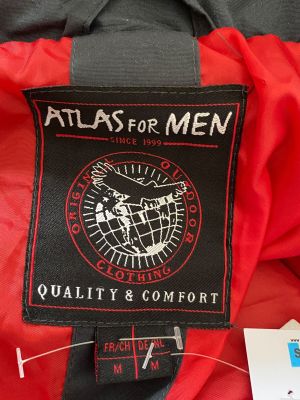 ATLAS FOR MEN
SINCE 1999
ORIGINAL OUTDOOR
CLOTHING
QUALITY & COMFORT
FR/CH DE/NL
M M
S